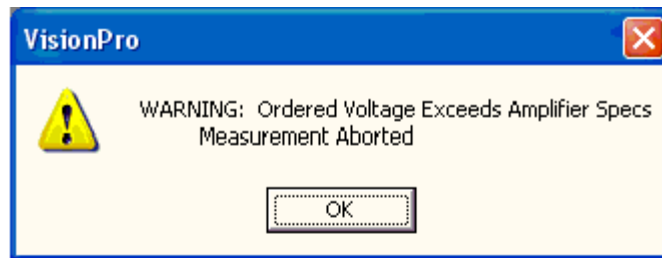 VisionPro
WARNING: Ordered Voltage Exceeds Amplifier Specs
Measurement Aborted
OK